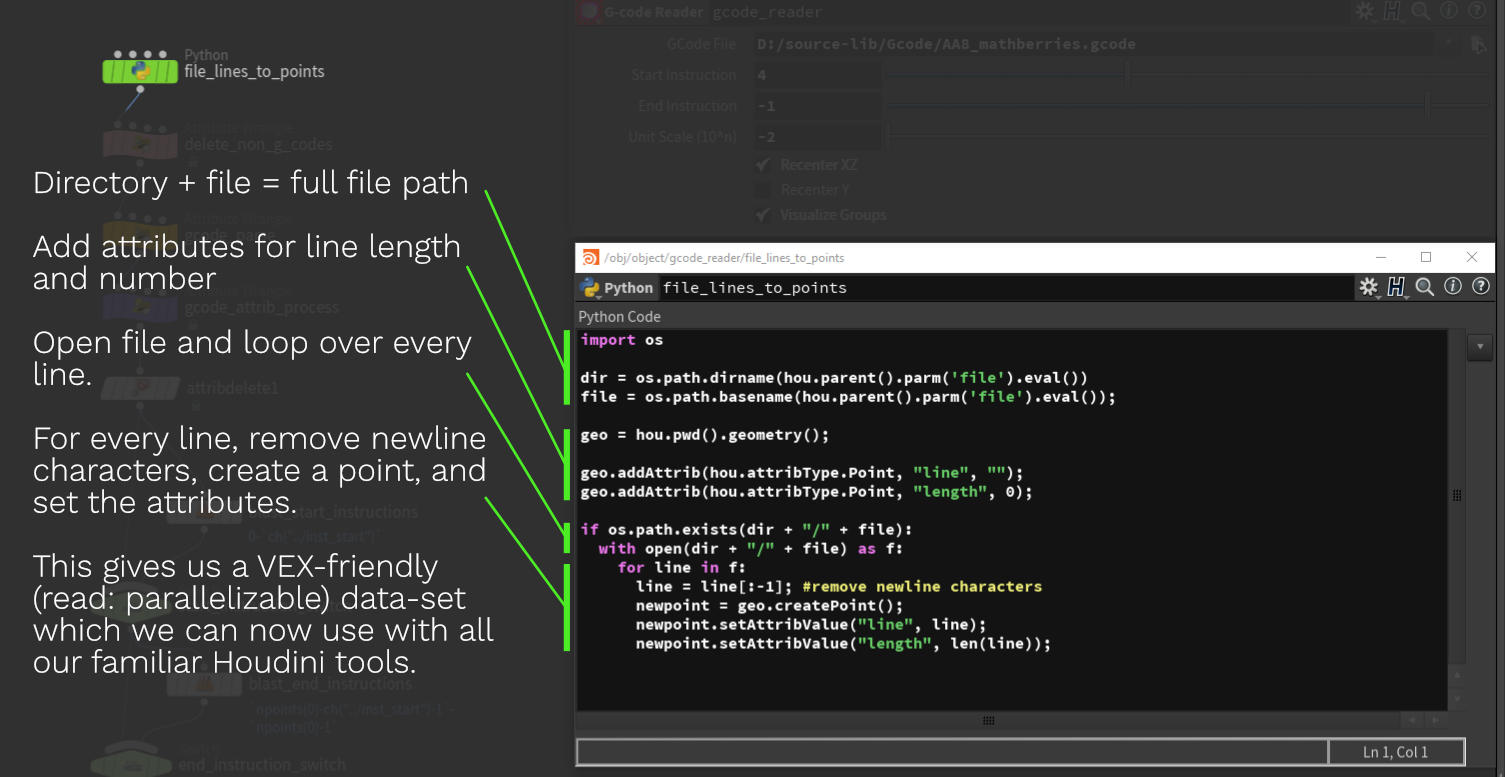 Python
file_lines_to_points
Attribute Wrangle
delete_non_g_codes
Attribute Wrangle
gcode_parse
Attribute Wrangle
gcode_attrib_process
attribdelete1
start_instructions
0-`ch("../inst_start")`
blast_end_instructions
`npoints(0)-ch("../inst_start")-1`-
`npoints(0)-1`
Switch
end_instruction_switch
Directory + file = full file path
Add attributes for line length
and number
Open file and loop over every
line.
For every line, remove newline
characters, create a point, and
set the attributes.
This gives us a VEX-friendly
(read: parallelizable) data-set
which we can now use with all
our familiar Houdini tools.
G-code Reader gcode_reader
GCode File D:/source-lib/Gcode/AA8_mathberries.gcode
Start Instruction 4
End Instruction -1
Unit Scale (10^n) -2
Recenter XZ
Recenter Y
Visualize Groups
/obj/object/gcode_reader/file_lines_to_points
Python file_lines_to_points
Python Code
import os
dir = os.path.dirname(hou.parent().parm('file').eval())
file = os.path.basename(hou.parent().parm('file').eval());
geo = hou.pwd().geometry();
geo.addAttrib(hou.attribType.Point, "line", "");
geo.addAttrib(hou.attribType.Point, "length", 0);
if os.path.exists(dir + "/" + file):
with open(dir + "/" + file) as f:
for line in f:
line = line[:-1]; #remove newline characters
newpoint = geo.createPoint();
newpoint.setAttribValue("line", line);
newpoint.setAttribValue("length", len(line));
Ln 1, Col 1